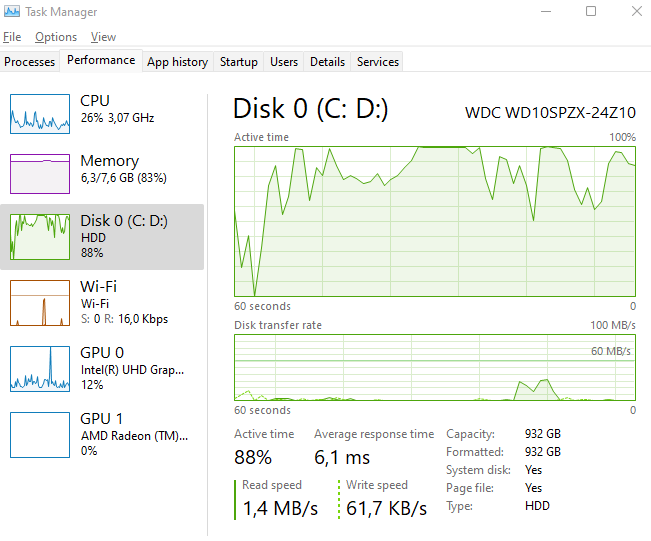 Task Manager
File Options View
Processes Performance App history Startup Users Details Services
CPU
26% 3,07 GHz
Memory
6,3/7,6 GB (83%)
Disk 0 (C: D:)
HDD
88%
Wi-Fi
Wi-Fi
S: 0 R: 16,0 Kbps
GPU 0
Intel(R) UHD Grap...
12%
GPU 1
AMD Radeon (TM)...
0%
Disk 0 (C: D:) WDC WD10SPZX-24Z10
Active time 100%
60 seconds 0
Disk transfer rate 100 MB/s
60 MB/s
60 seconds 0
Active time Average response time
88% 6,1 ms
Read speed Write speed
1,4 MB/s 61,7 KB/s
Capacity: 932 GB
Formatted: 932 GB
System disk: Yes
Page file: Yes
Type: HDD